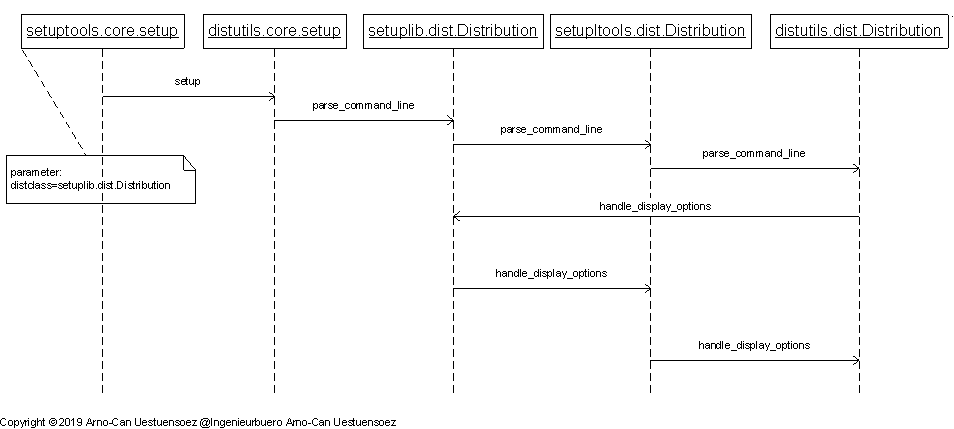 setuptools.core.setup
distutils.core.setup
setuplib.dist.Distribution
setupltools.dist.Distribution
distutils.dist.Distribution
setup
parse_command_line
parse_command_line
parse_command_line
parameter:
distclass=setuplib.dist.Distribution
handle_display_options
handle_display_options
handle_display_options
Copyright ©2019 Arno-Can Uestuensoez @Ingenieurbuero Arno-Can Uestuensoez